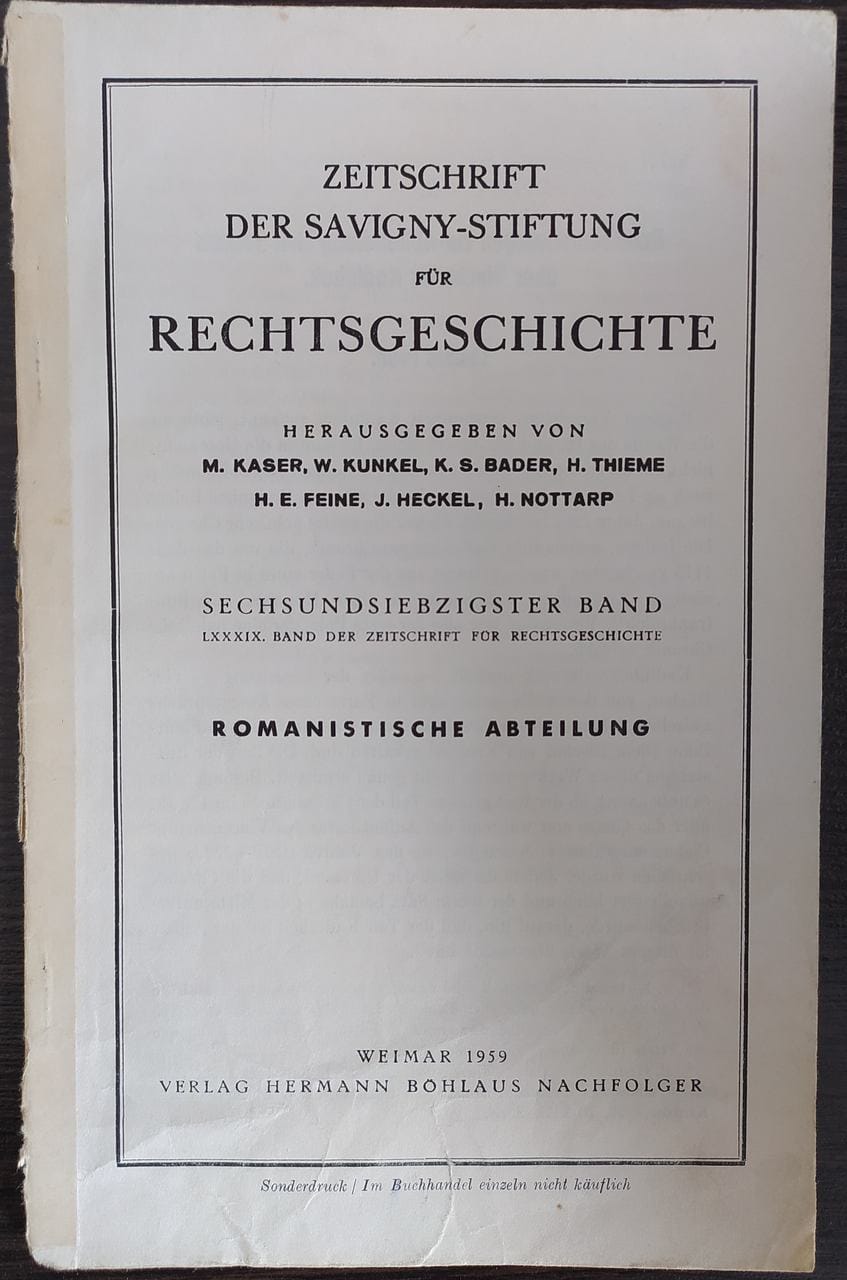 ZEITSCHRIFT
DER SAVIGNY-STIFTUNG
FÜR
RECHTSGESCHICHTE
HERAUSGEGEBEN VON
M. KASER, W. KUNKEL, K. S. BADER, H. THIEME
H. E. FEINE, J. HECKEL, H. NOTTARP
SECHSUNDSIEBZIGSTER BAND
LXXXIX. BAND DER ZEITSCHRIFT FÜR RECHTSGESCHICHTE
ROMANISTISCHE ABTEILUNG
WEIMAR 1959
VERLAG HERMANN BÖHLAUS NACHFOLGER
Sonderdruck / Im Buchhandel einzeln nicht käuflich